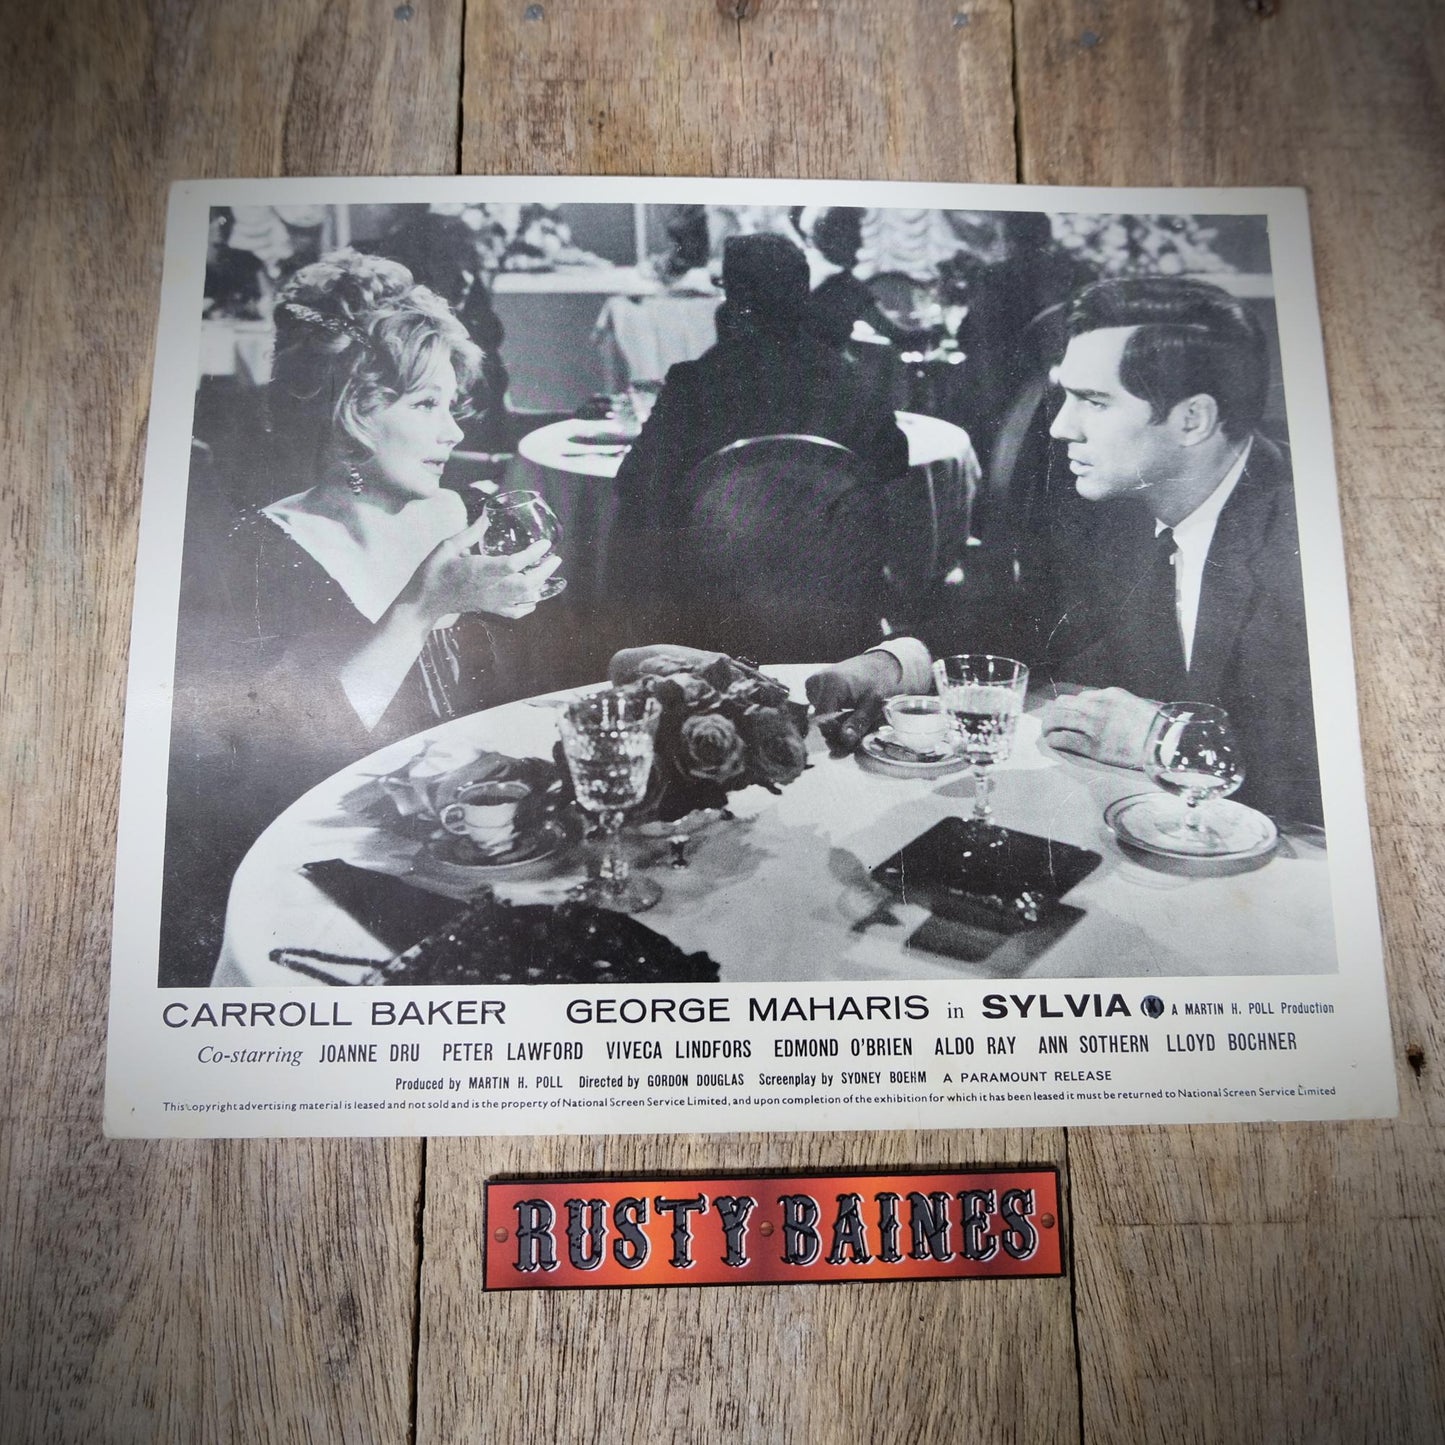 CARROLL BAKER GEORGE MAHARIS in SYLVIA X A MARTIN H. POLL Production
Co-starring JOANNE DRU PETER LAWFORD VIVECA LINDFORS EDMOND O'BRIEN ALDO RAY ANN SOTHERN LLOYD BOCHNER
Produced by MARTIN H. POLL Directed by GORDON DOUGLAS Screenplay by SYDNEY BOEHM A PARAMOUNT RELEASE
This copyright advertising material is leased and not sold and is the property of National Screen Service Limited, and upon completion of the exhibition for which it has been leased it must be returned to National Screen Service Limited
RUSTY BAINES